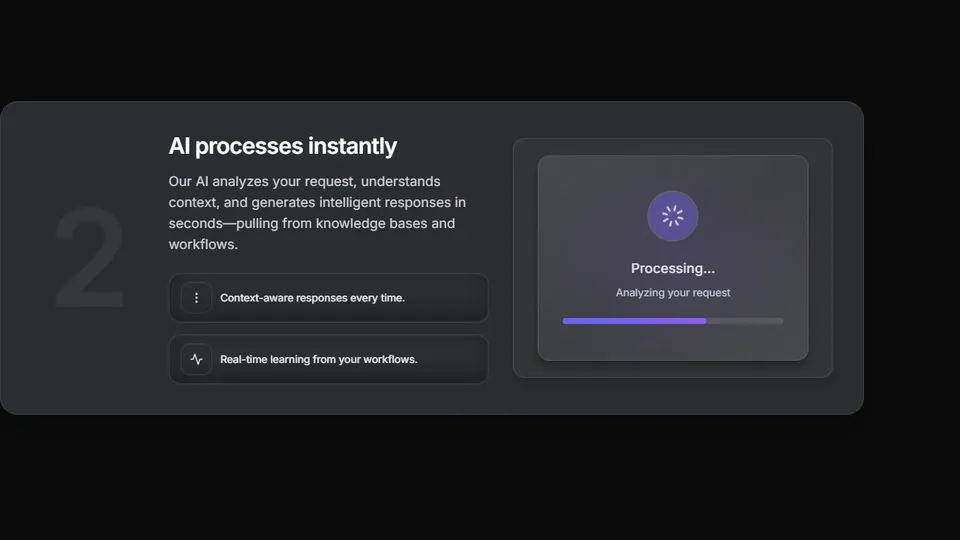 2
AI processes instantly
Our AI analyzes your request, understands
context, and generates intelligent responses in
seconds—pulling from knowledge bases and
workflows.
Context-aware responses every time.
Real-time learning from your workflows.
Processing...
Analyzing your request